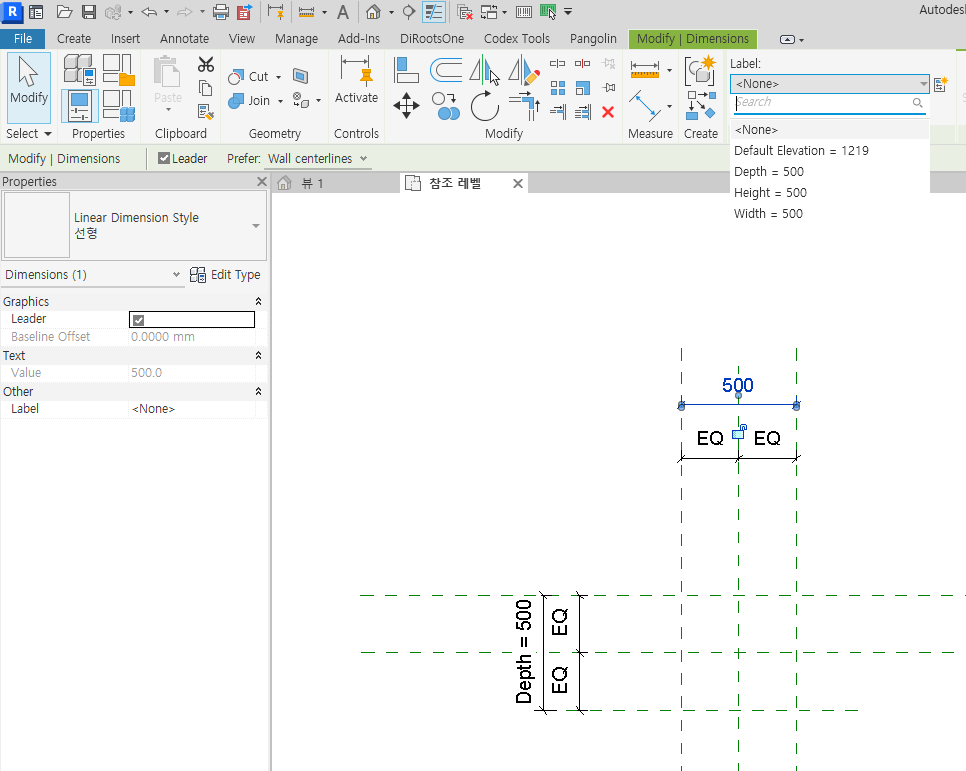 R
Autodes
File Create Insert Annotate View Manage Add-Ins DiRootsOne Codex Tools Pangolin Modify | Dimensions
Modify
Paste
Cut
Join
Activate
Label:
<None>
Search
<None>
Default Elevation = 1219
Depth = 500
Height = 500
Width = 500
Select Properties Clipboard Geometry Controls Modify Measure Create
Modify | Dimensions Leader Prefer: Wall centerlines
Properties
뷰 1
참조 레벨
Linear Dimension Style
선형
Dimensions (1) Edit Type
Graphics
Leader
Baseline Offset 0.0000 mm
Text
Value 500.0
Other
Label <None>
500
EQ EQ
Depth = 500
EQ
EQ